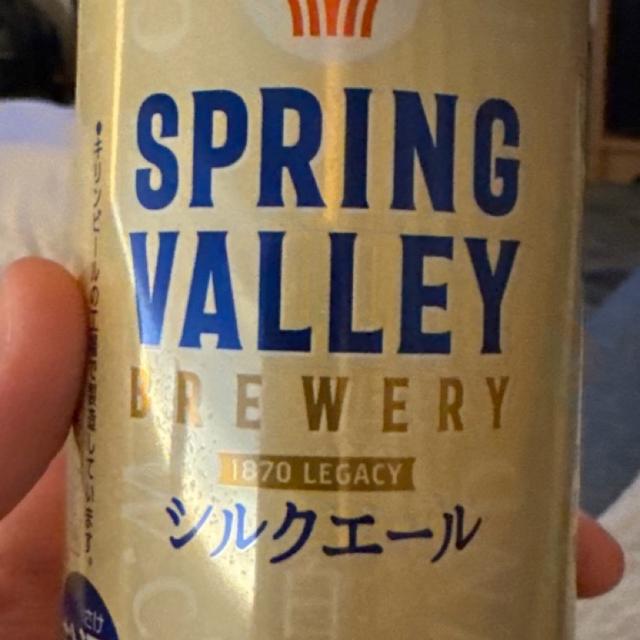 SPRING
VALLEY
BREWERY
1870 LEGACY
シルクエール